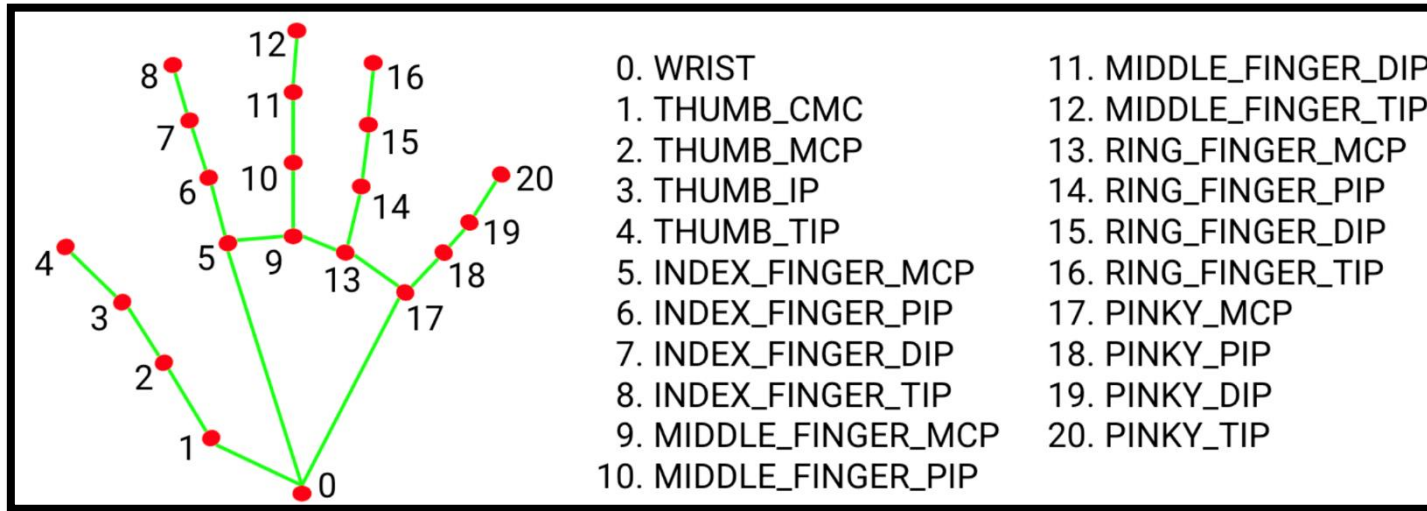 12
8
16
11
7
15
10
6
20
14
4
19
5
9
18
13
3
17
2
1
0
0. WRIST
1. THUMB_CMC
2. THUMB_MCP
3. THUMB_IP
4. THUMB_TIP
5. INDEX_FINGER_MCP
6. INDEX_FINGER_PIP
7. INDEX_FINGER_DIP
8. INDEX_FINGER_TIP
9. MIDDLE_FINGER_MCP
10. MIDDLE_FINGER_PIP
11. MIDDLE_FINGER_DIP
12. MIDDLE_FINGER_TIP
13. RING_FINGER_MCP
14. RING_FINGER_PIP
15. RING_FINGER_DIP
16. RING_FINGER_TIP
17. PINKY_MCP
18. PINKY_PIP
19. PINKY_DIP
20. PINKY_TIP